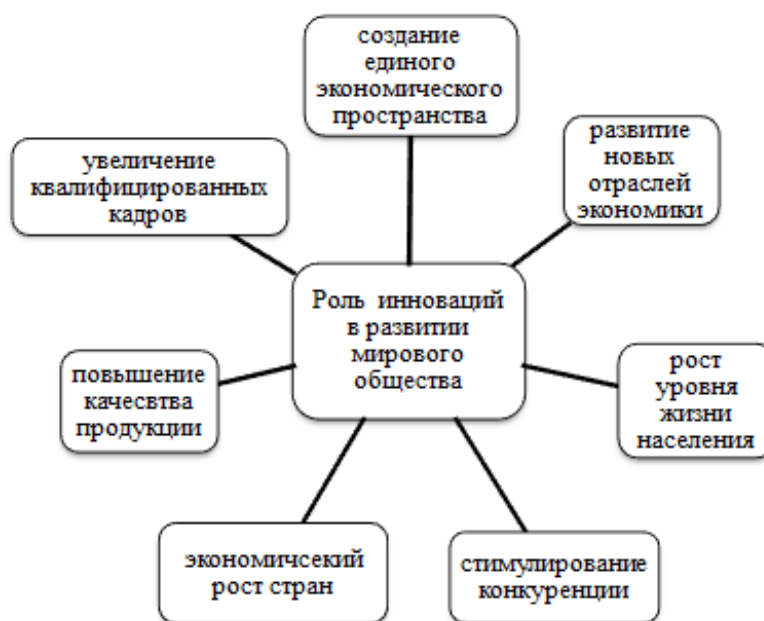 создание
единого
экономического
пространства
развитие
новых
отраслей
экономики
увеличение
квалифицированных
кадров
Роль инноваций
в развитии
мирового
общества
повышение
качесвтва
продукции
рост
уровня
жизни
населения
экономичсекий
рост стран
стимулирование
конкуренции